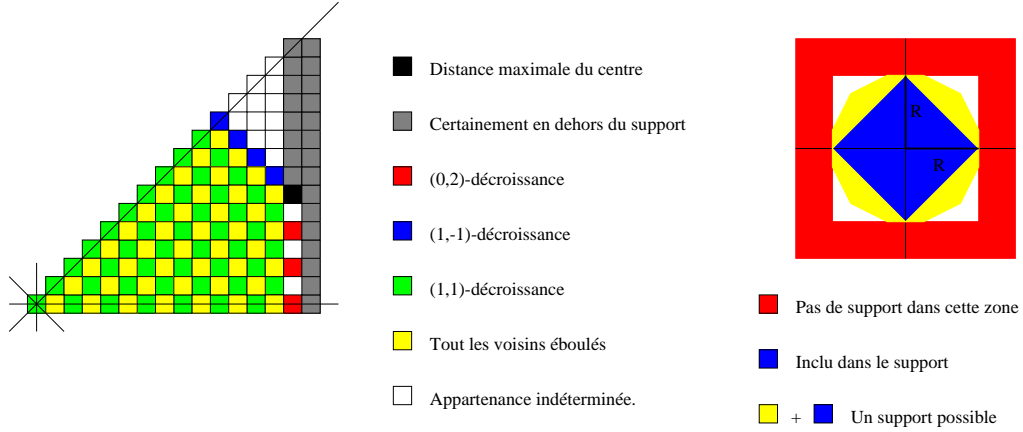 Distance maximale du centre
Certainement en dehors du support
(0,2)-décroissance
(1,-1)-décroissance
(1,1)-décroissance
Tout les voisins éboulés
Appartenance indéterminée.
R
R
Pas de support dans cette zone
Inclu dans le support
+ Un support possible